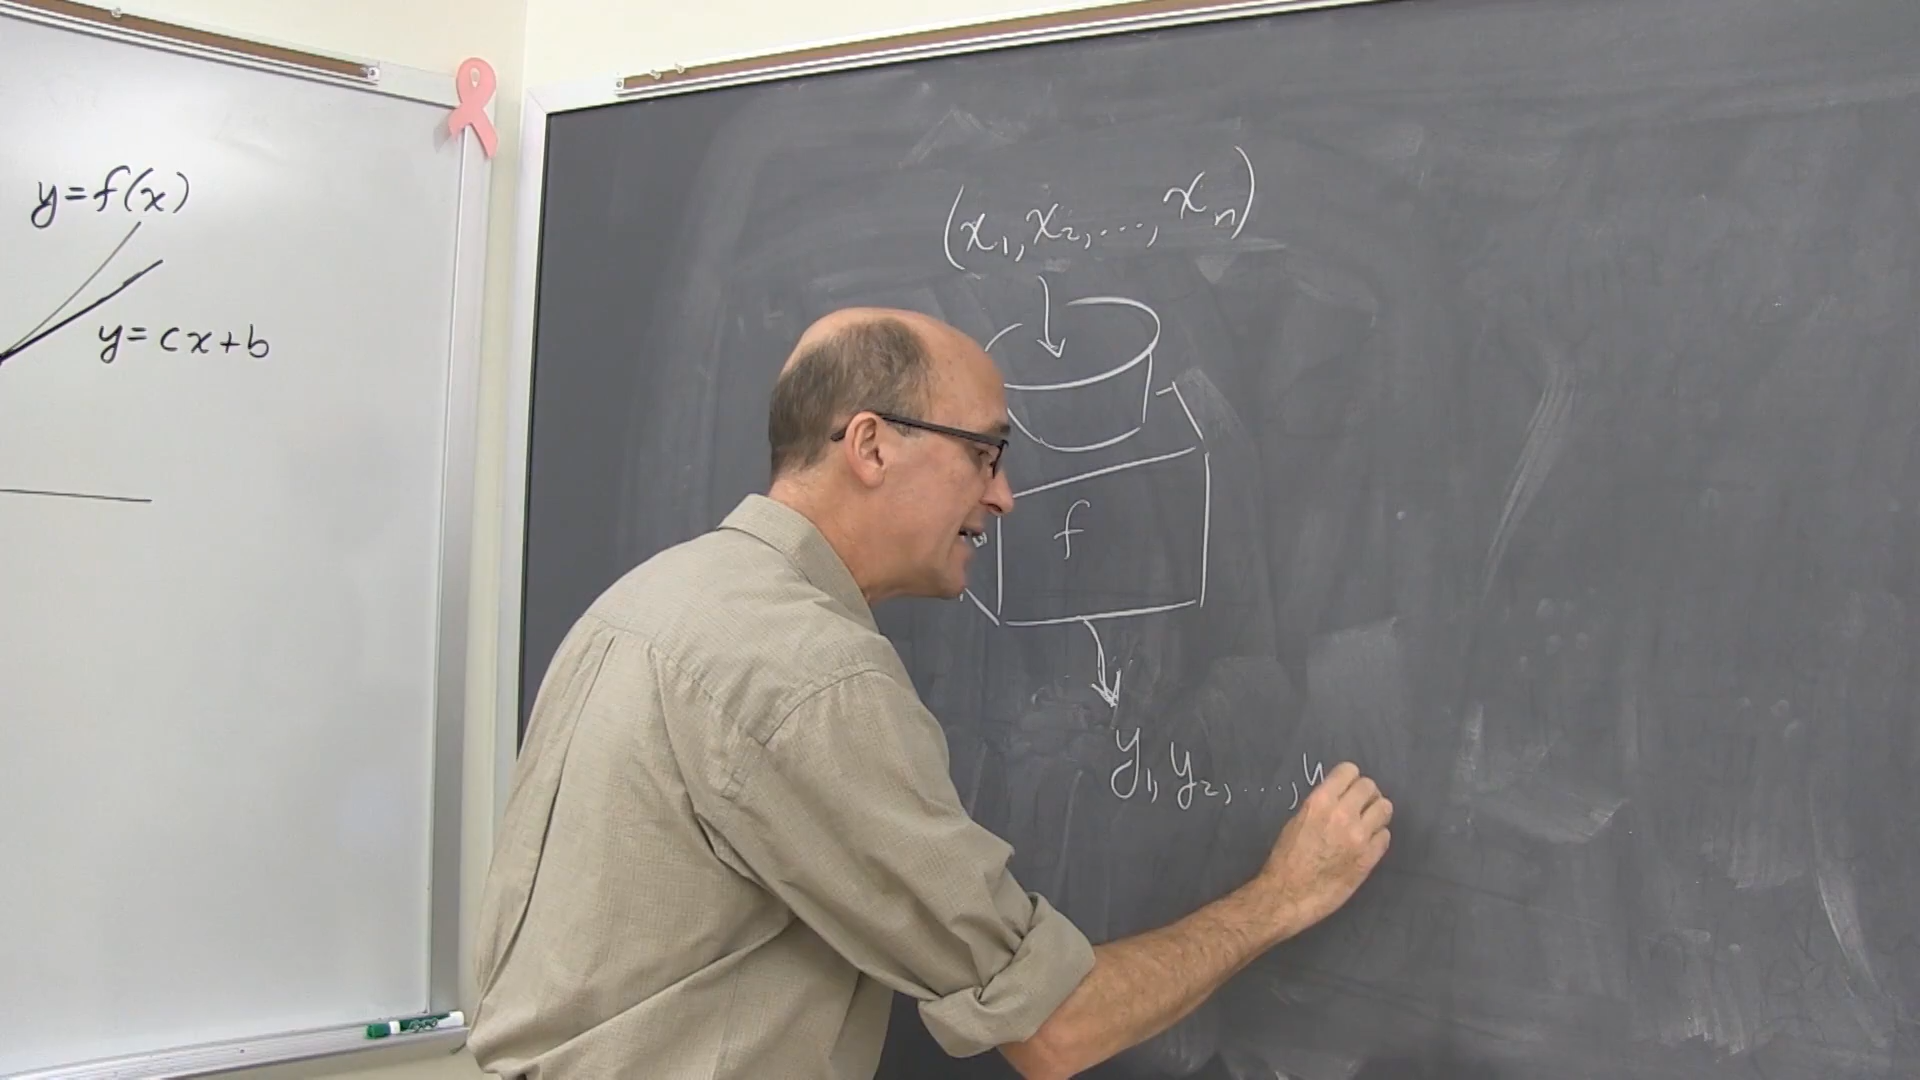 y=f(x)
y=cx+b
(x₁,x₂,...,xₙ)
f
y₁,y₂,...,y